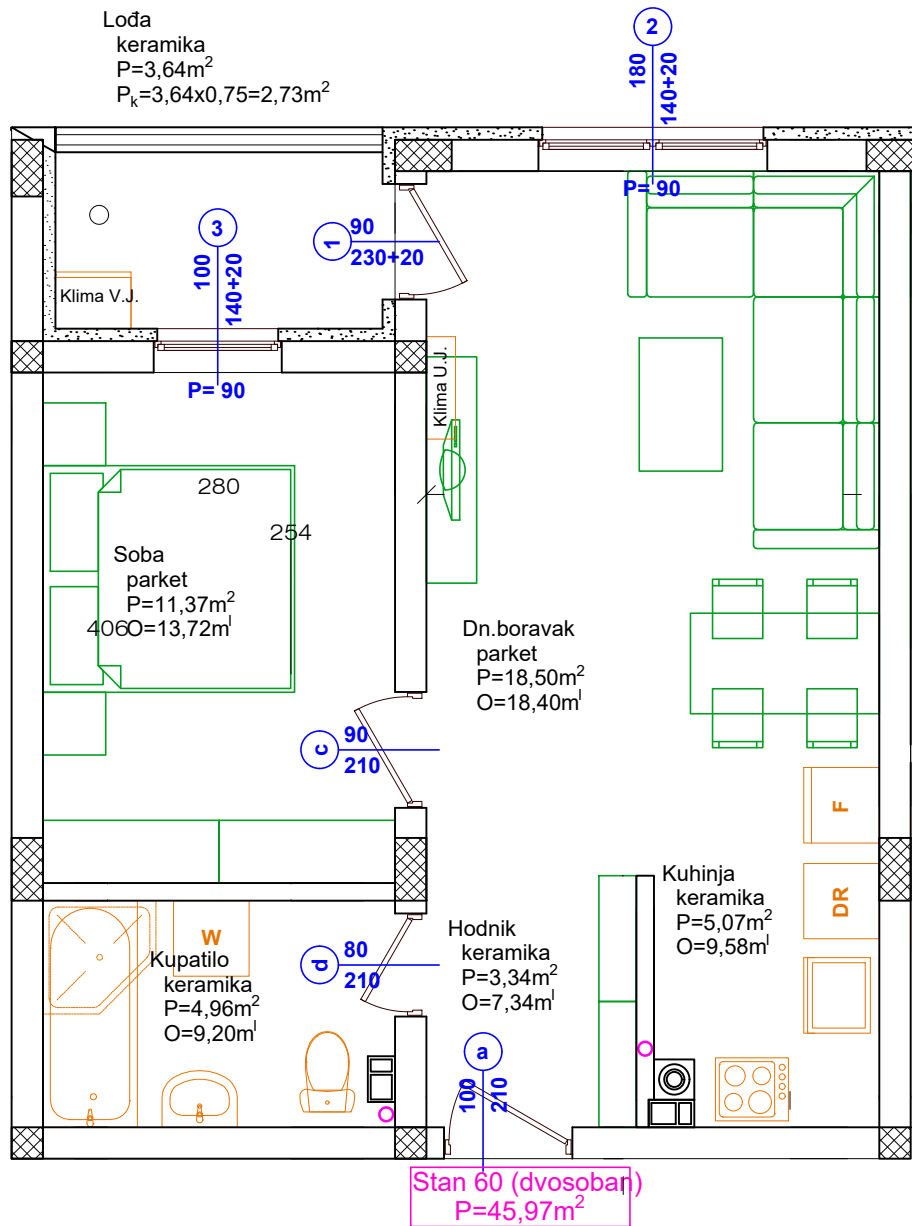 Lođa
keramika
P=3,64m²
Pₖ=3,64x0,75=2,73m²
2
180
140+20
P= 90
3
100
140+20
P= 90
1
90
230+20
Klima V.J.
Klima U.J.
280
254
406
Soba
parket
P=11,37m²
O=13,72mˡ
Dn.boravak
parket
P=18,50m²
O=18,40mˡ
c
90
210
F
DR
Kuhinja
keramika
P=5,07m²
O=9,58mˡ
Hodnik
keramika
P=3,34m²
O=7,34mˡ
d
80
210
W
Kupatilo
keramika
P=4,96m²
O=9,20mˡ
a
100
210
Stan 60 (dvosoban)
P=45,97m²